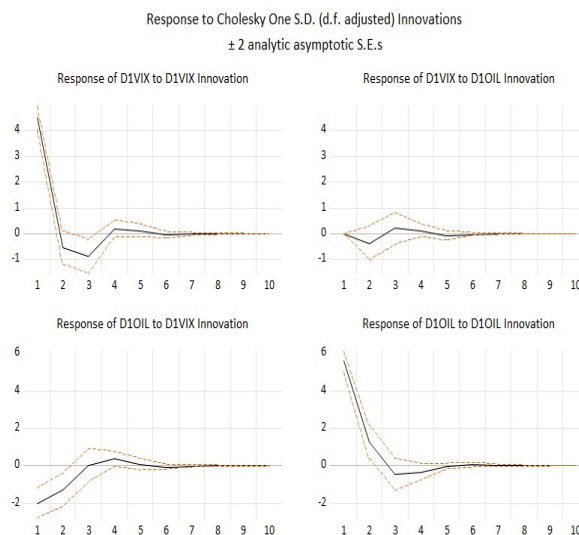 Response to Cholesky One S.D. (d.f. adjusted) Innovations
± 2 analytic asymptotic S.E.s
Response of D1VIX to D1VIX Innovation
4
3
2
1
0
-1
1 2 3 4 5 6 7 8 9 10
Response of D1VIX to D1OIL Innovation
4
3
2
1
0
-1
1 2 3 4 5 6 7 8 9 10
Response of D1OIL to D1VIX Innovation
6
4
2
0
-2
1 2 3 4 5 6 7 8 9 10
Response of D1OIL to D1OIL Innovation
6
4
2
0
-2
1 2 3 4 5 6 7 8 9 10